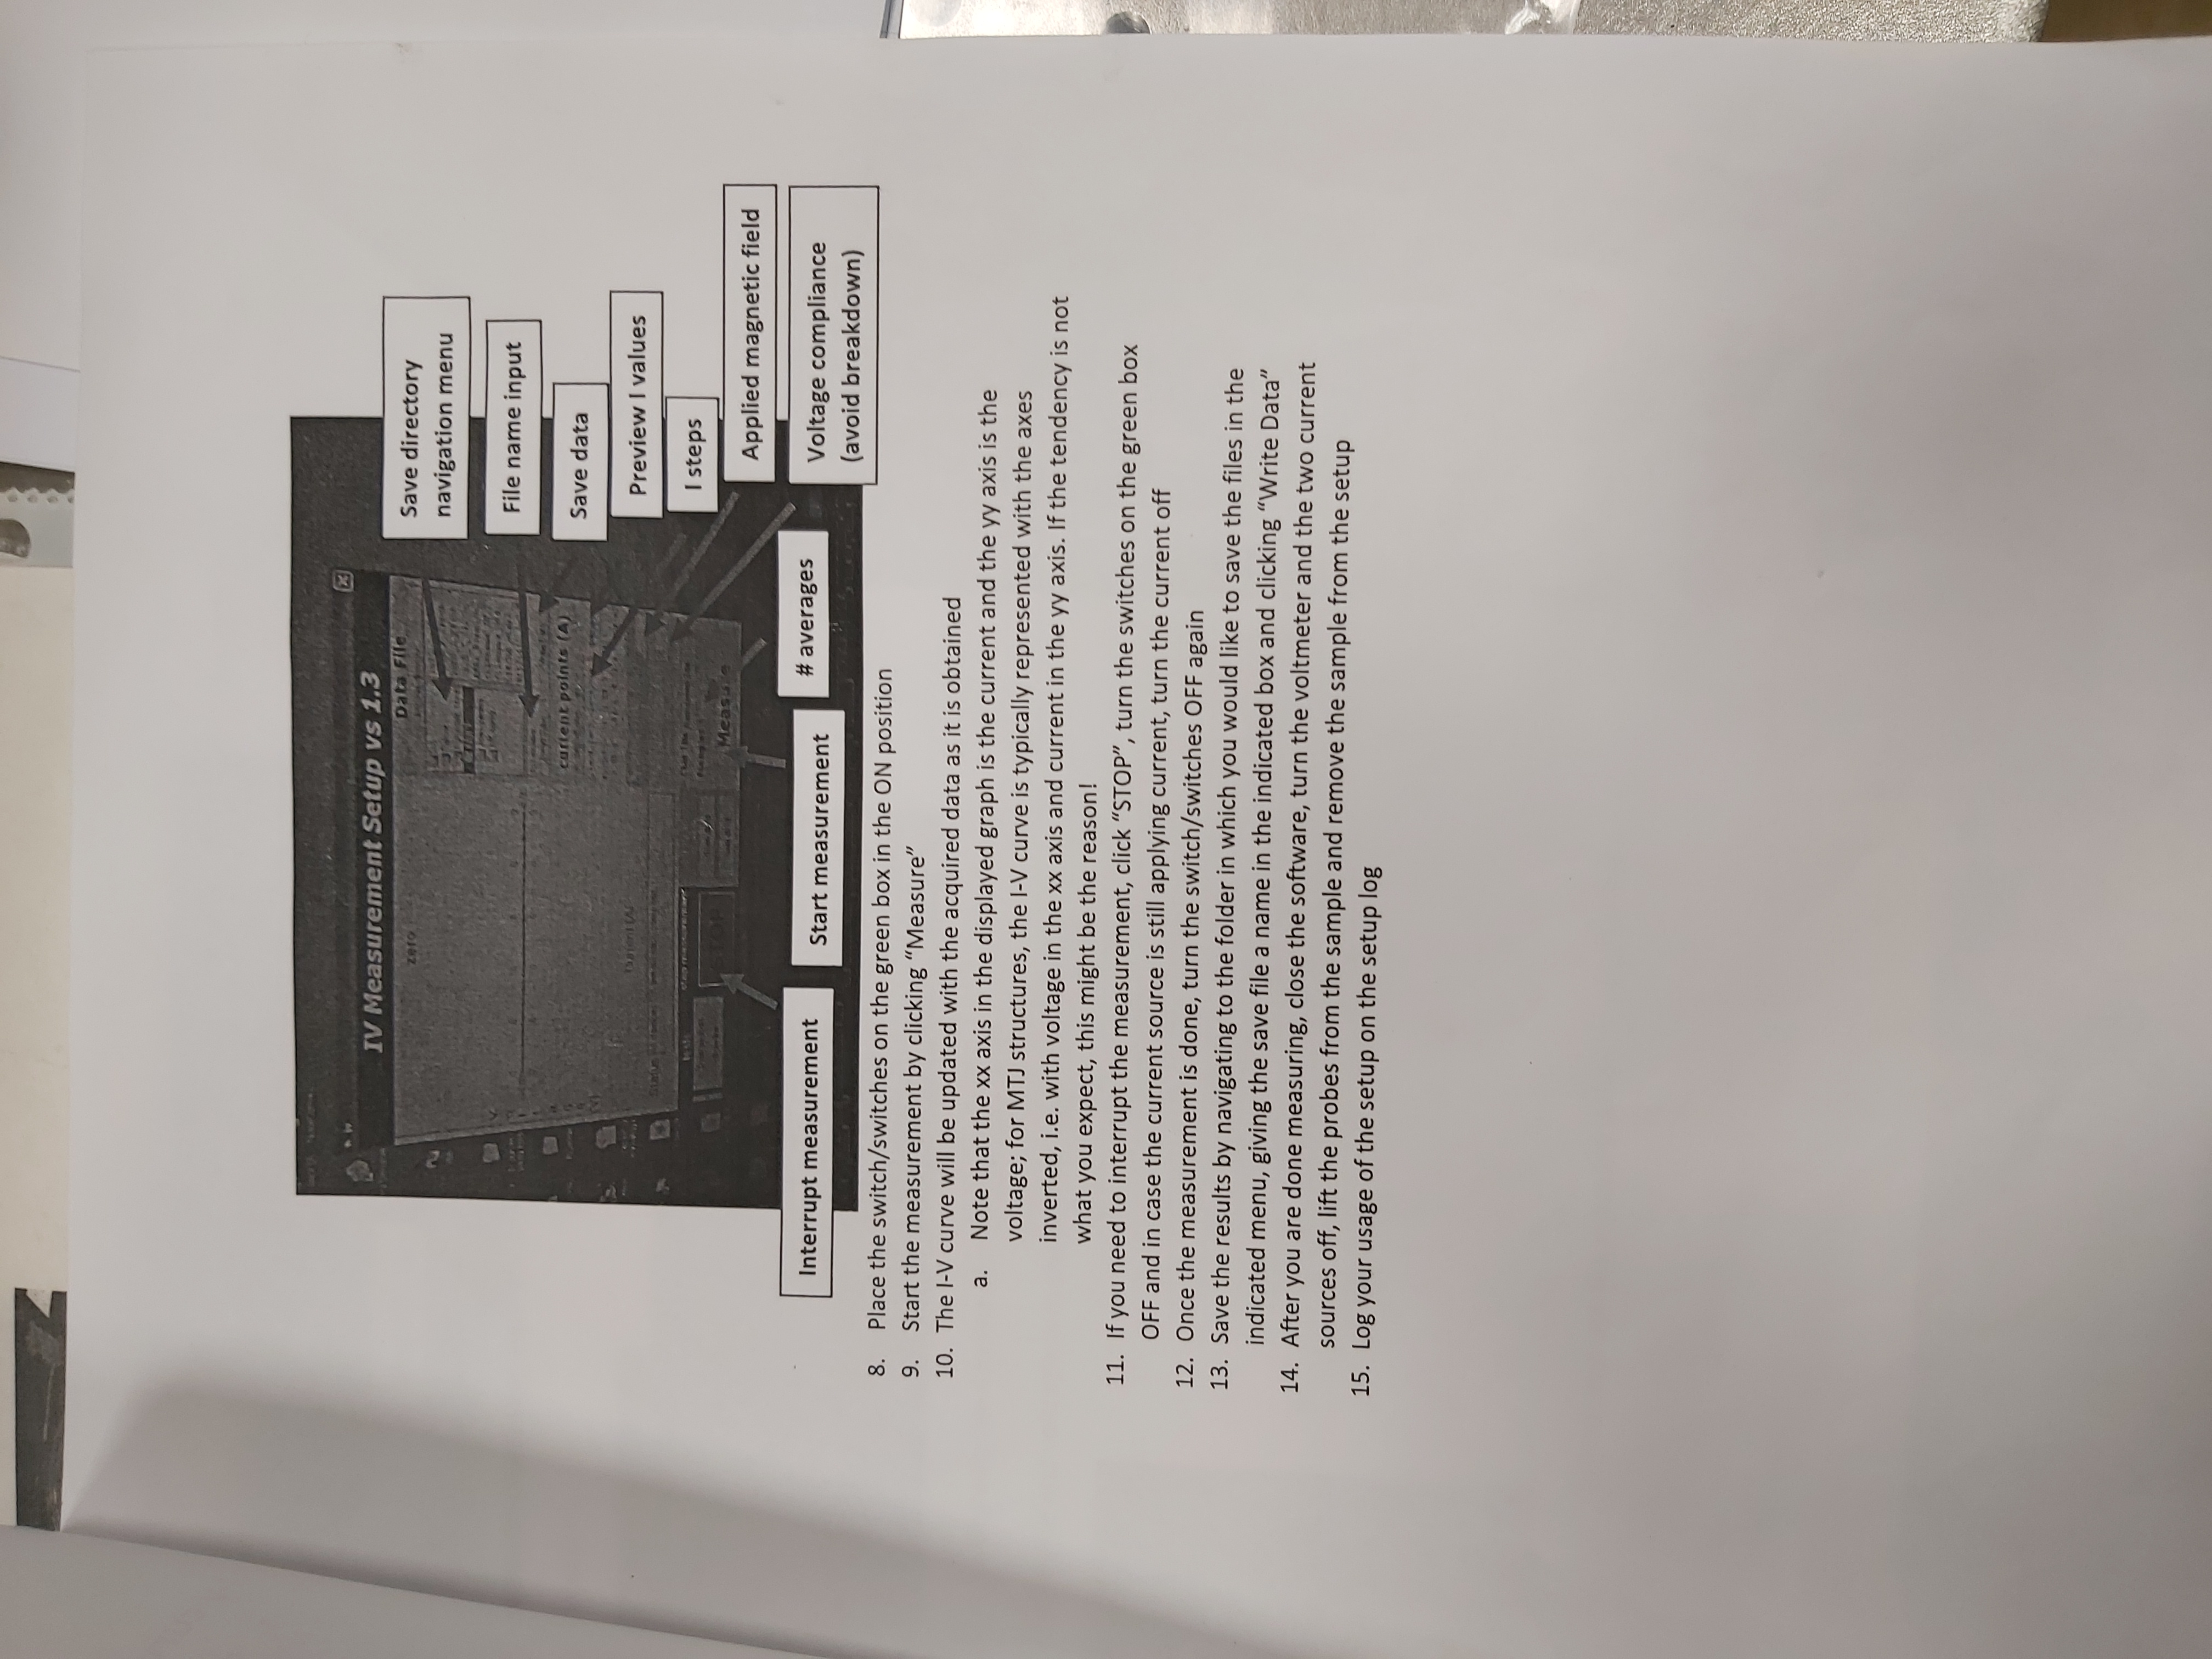 IV Measurement Setup vs 1.3
zero
Data File
Save directory
navigation menu
File name input
current points (A)
Save data
Preview I values
Current (A)
Status
I steps
tests
stop measurement
STOP
Measure
Applied magnetic field
Interrupt measurement
Start measurement
# averages
Voltage compliance
(avoid breakdown)
8. Place the switch/switches on the green box in the ON position
9. Start the measurement by clicking “Measure”
10. The I-V curve will be updated with the acquired data as it is obtained
a. Note that the xx axis in the displayed graph is the current and the yy axis is the
voltage; for MTJ structures, the I-V curve is typically represented with the axes
inverted, i.e. with voltage in the xx axis and current in the yy axis. If the tendency is not
what you expect, this might be the reason!
11. If you need to interrupt the measurement, click “STOP”, turn the switches on the green box
OFF and in case the current source is still applying current, turn the current off
12. Once the measurement is done, turn the switch/switches OFF again
13. Save the results by navigating to the folder in which you would like to save the files in the
indicated menu, giving the save file a name in the indicated box and clicking “Write Data”
14. After you are done measuring, close the software, turn the voltmeter and the two current
sources off, lift the probes from the sample and remove the sample from the setup
15. Log your usage of the setup on the setup log